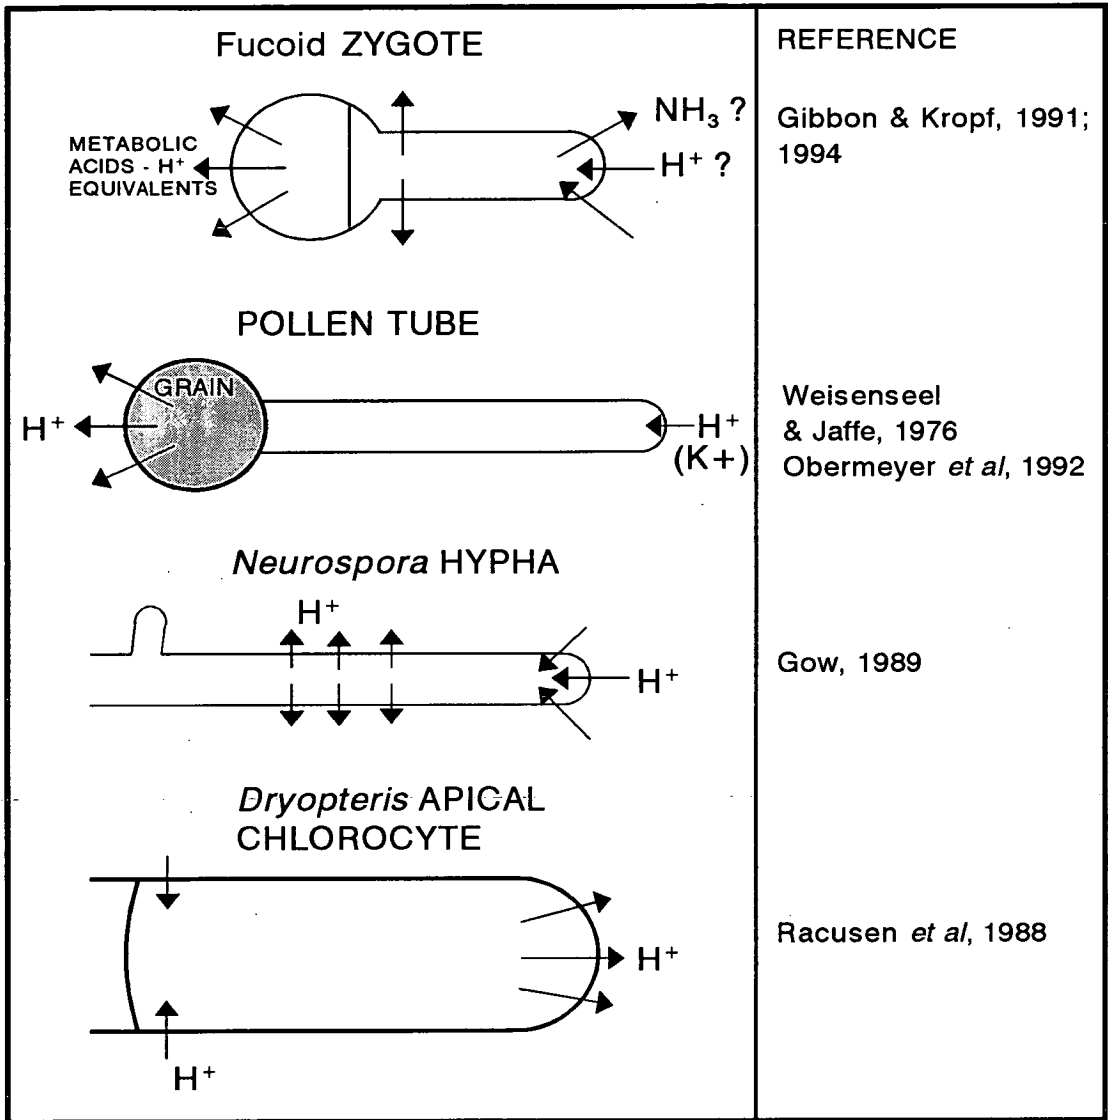 Fucoid ZYGOTE
REFERENCE
NH₃ ?
METABOLIC
ACIDS - H⁺
EQUIVALENTS
H⁺ ?
Gibbon & Kropf, 1991;
1994
POLLEN TUBE
GRAIN
H⁺
H⁺
(K+)
Weisenseel
& Jaffe, 1976
Obermeyer et al, 1992
Neurospora HYPHA
H⁺
H⁺
Gow, 1989
Dryopteris APICAL
CHLOROCYTE
H⁺
H⁺
Racusen et al, 1988